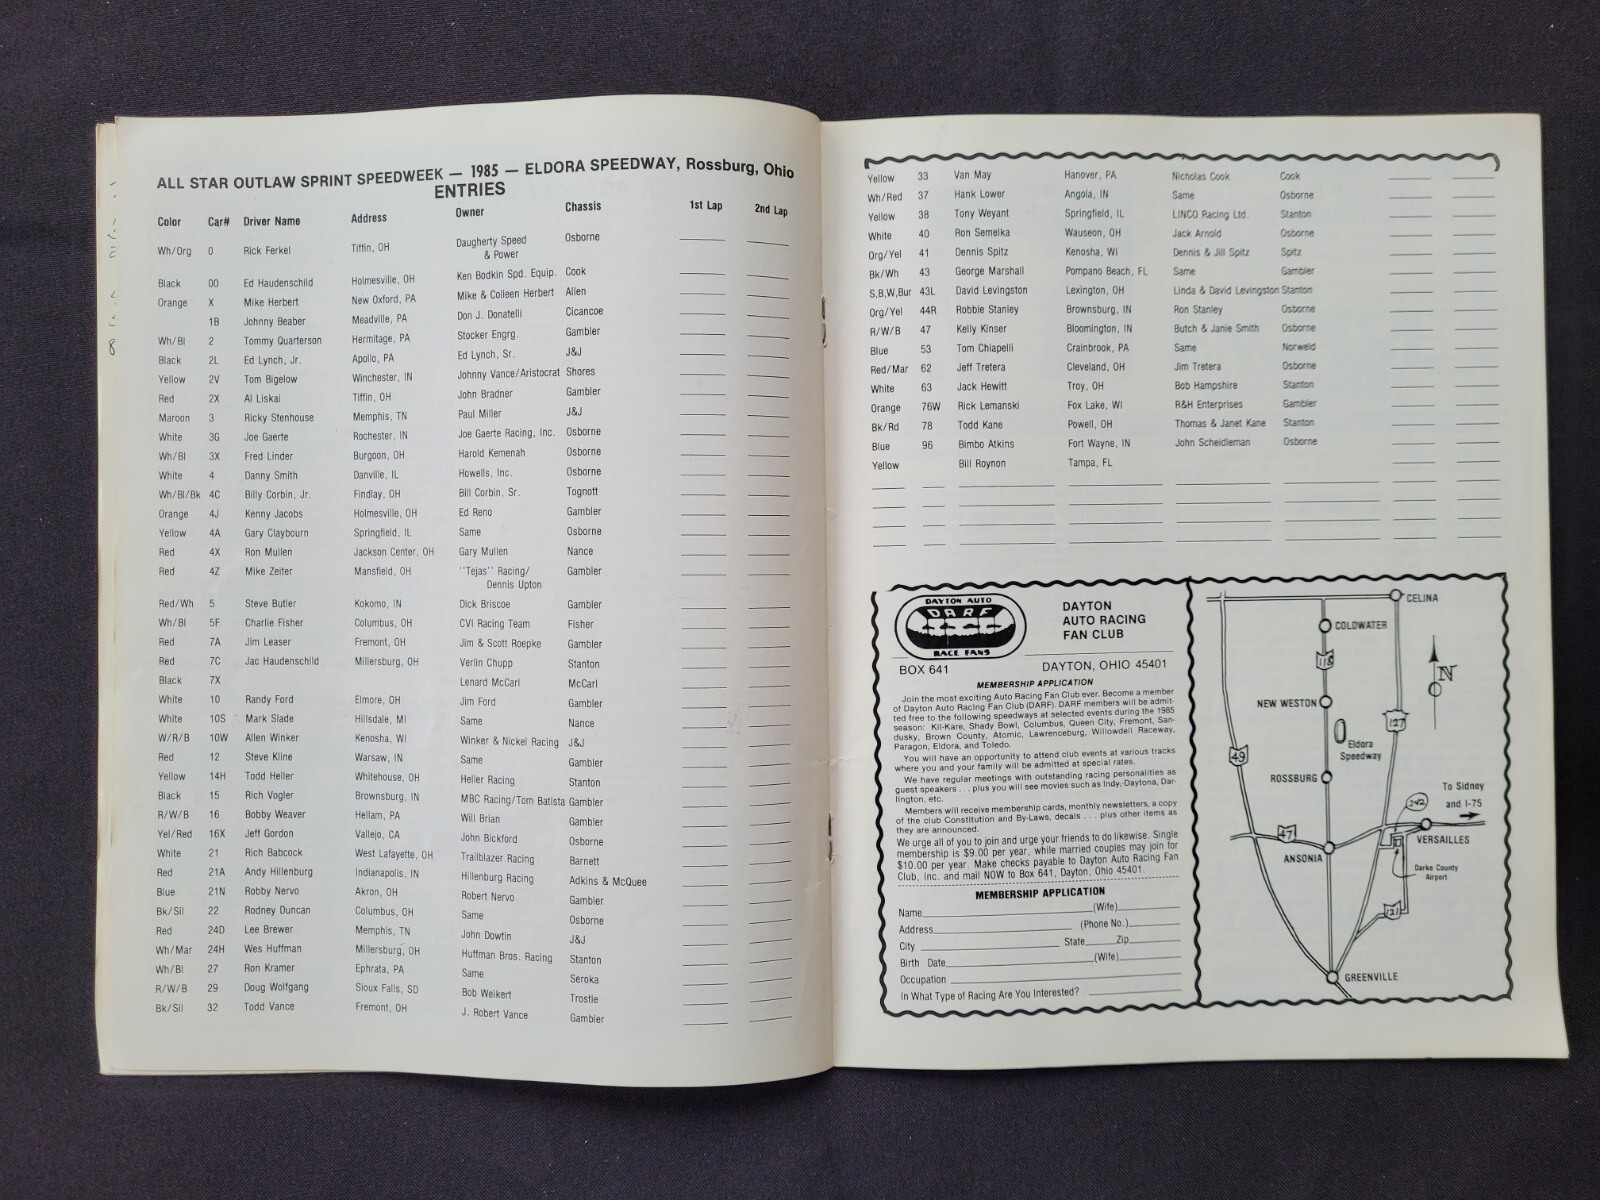 ALL STAR OUTLAW SPRINT SPEEDWEEK — 1985 — ELDORA SPEEDWAY, Rossburg, Ohio
ENTRIES
Color Car# Driver Name Address Owner Chassis 1st Lap 2nd Lap
Wh/Org 0 Rick Ferkel Tiffin, OH Daugherty Speed & Power Osborne
Black 00 Ed Haudenschild Holmesville, OH Ken Bodkin Spd. Equip. Cook
Orange X Mike Herbert New Oxford, PA Mike & Colleen Herbert Allen
1B Johnny Beaber Meadville, PA Don J. Donatelli Cicancoe
Wh/Bl 2 Tommy Quarterson Hermitage, PA Stocker Engrg. Gambler
Black 2L Ed Lynch, Jr. Apollo, PA Ed Lynch, Sr. J&J
Yellow 2V Tom Bigelow Winchester, IN Johnny Vance/Aristocrat Shores
Red 2X Al Liskai Tiffin, OH John Bradner Gambler
Maroon 3 Ricky Stenhouse Memphis, TN Paul Miller J&J
White 3G Joe Gaerte Rochester, IN Joe Gaerte Racing, Inc. Osborne
Wh/Bl 3X Fred Linder Burgoon, OH Harold Kemenah Osborne
White 4 Danny Smith Danville, IL Howells, Inc. Osborne
Wh/Bl/Bk 4C Billy Corbin, Jr. Findlay, OH Bill Corbin, Sr. Tognott
Orange 4J Kenny Jacobs Holmesville, OH Ed Reno Gambler
Yellow 4A Gary Claybourn Springfield, IL Same Osborne
Red 4X Ron Mullen Jackson Center, OH Gary Mullen Nance
Red 4Z Mike Zeiter Mansfield, OH "Tejas" Racing/ Dennis Upton Gambler
Red/Wh 5 Steve Butler Kokomo, IN Dick Briscoe Gambler
Wh/Bl 5F Charlie Fisher Columbus, OH CVI Racing Team Fisher
Red 7A Jim Leaser Fremont, OH Jim & Scott Roepke Gambler
Red 7C Jac Haudenschild Millersburg, OH Verlin Chupp Stanton
Black 7X Lenard McCarl McCarl
White 10 Randy Ford Elmore, OH Jim Ford Gambler
White 10S Mark Slade Hillsdale, MI Same Nance
W/R/B 10W Allen Winker Kenosha, WI Winker & Nickel Racing J&J
Red 12 Steve Kline Warsaw, IN Same Gambler
Yellow 14H Todd Heller Whitehouse, OH Heller Racing Stanton
Black 15 Rich Vogler Brownsburg, IN MBC Racing/Tom Batista Gambler
R/W/B 16 Bobby Weaver Hellam, PA Will Brian Gambler
Yel/Red 16X Jeff Gordon Vallejo, CA John Bickford Osborne
White 21 Rich Babcock West Lafayette, OH Trailblazer Racing Barnett
Red 21A Andy Hillenburg Indianapolis, IN Hillenburg Racing Adkins & McQuee
Blue 21N Robby Nervo Akron, OH Robert Nervo Gambler
Bk/Sil 22 Rodney Duncan Columbus, OH Same Osborne
Red 24D Lee Brewer Memphis, TN John Dowtin J&J
Wh/Mar 24H Wes Huffman Millersburg, OH Huffman Bros. Racing Stanton
Wh/Bl 27 Ron Kramer Ephrata, PA Same Seroka
R/W/B 29 Doug Wolfgang Sioux Falls, SD Bob Weikert Trostle
Bk/Sil 32 Todd Vance Fremont, OH J. Robert Vance Gambler
Yellow 33 Van May Hanover, PA Nicholas Cook Cook
Wh/Red 37 Hank Lower Angola, IN Same Osborne
Yellow 38 Tony Weyant Springfield, IL LINCO Racing Ltd. Stanton
White 40 Ron Semelka Wauseon, OH Jack Arnold Osborne
Org/Yel 41 Dennis Spitz Kenosha, WI Dennis & Jill Spitz Spitz
Bk/Wh 43 George Marshall Pompano Beach, FL Same Gambler
S,B,W,Bur 43L David Levingston Lexington, OH Linda & David Levingston Stanton
Org/Yel 44R Robbie Stanley Brownsburg, IN Ron Stanley Osborne
R/W/B 47 Kelly Kinser Bloomington, IN Butch & Janie Smith Osborne
Blue 53 Tom Chiapelli Crainbrook, PA Same Norweld
Red/Mar 62 Jeff Tretera Cleveland, OH Jim Tretera Osborne
White 63 Jack Hewitt Troy, OH Bob Hampshire Stanton
Orange 76W Rick Lemanski Fox Lake, WI R&H Enterprises Gambler
Bk/Rd 78 Todd Kane Powell, OH Thomas & Janet Kane Stanton
Blue 96 Bimbo Atkins Fort Wayne, IN John Scheidleman Osborne
Yellow Bill Roynon Tampa, FL
DAYTON AUTO
DARF
RACE FANS
DAYTON
AUTO RACING
FAN CLUB
BOX 641 DAYTON, OHIO 45401
MEMBERSHIP APPLICATION
Join the most exciting Auto Racing Fan Club ever. Become a member
of Dayton Auto Racing Fan Club (DARF). DARF members will be admit-
ted free to the following speedways at selected events during the 1985
season: Kil-Kare, Shady Bowl, Columbus, Queen City, Fremont, San-
dusky, Brown County, Atomic, Lawrenceburg, Willowdell Raceway,
Paragon, Eldora, and Toledo.
You will have an opportunity to attend club events at various tracks
where you and your family will be admitted at special rates.
We have regular meetings with outstanding racing personalities as
guest speakers . . . plus you will see movies such as Indy, Daytona, Dar-
lington, etc.
Members will receive membership cards, monthly newsletters, a copy
of the club Constitution and By-Laws, decals . . . plus other items as
they are announced.
We urge all of you to join and urge your friends to do likewise. Single
membership is $9.00 per year, while married couples may join for
$10.00 per year. Make checks payable to Dayton Auto Racing Fan
Club, Inc. and mail NOW to Box 641, Dayton, Ohio 45401.
MEMBERSHIP APPLICATION
Name (Wife)
Address (Phone No.)
City State Zip
Birth Date (Wife)
Occupation
In What Type of Racing Are You Interested?
CELINA
COLDWATER
118
N
NEW WESTON
127
Eldora
Speedway
49
ROSSBURG
To Sidney
and I-75
242
47
VERSAILLES
ANSONIA
Darke County
Airport
121
GREENVILLE